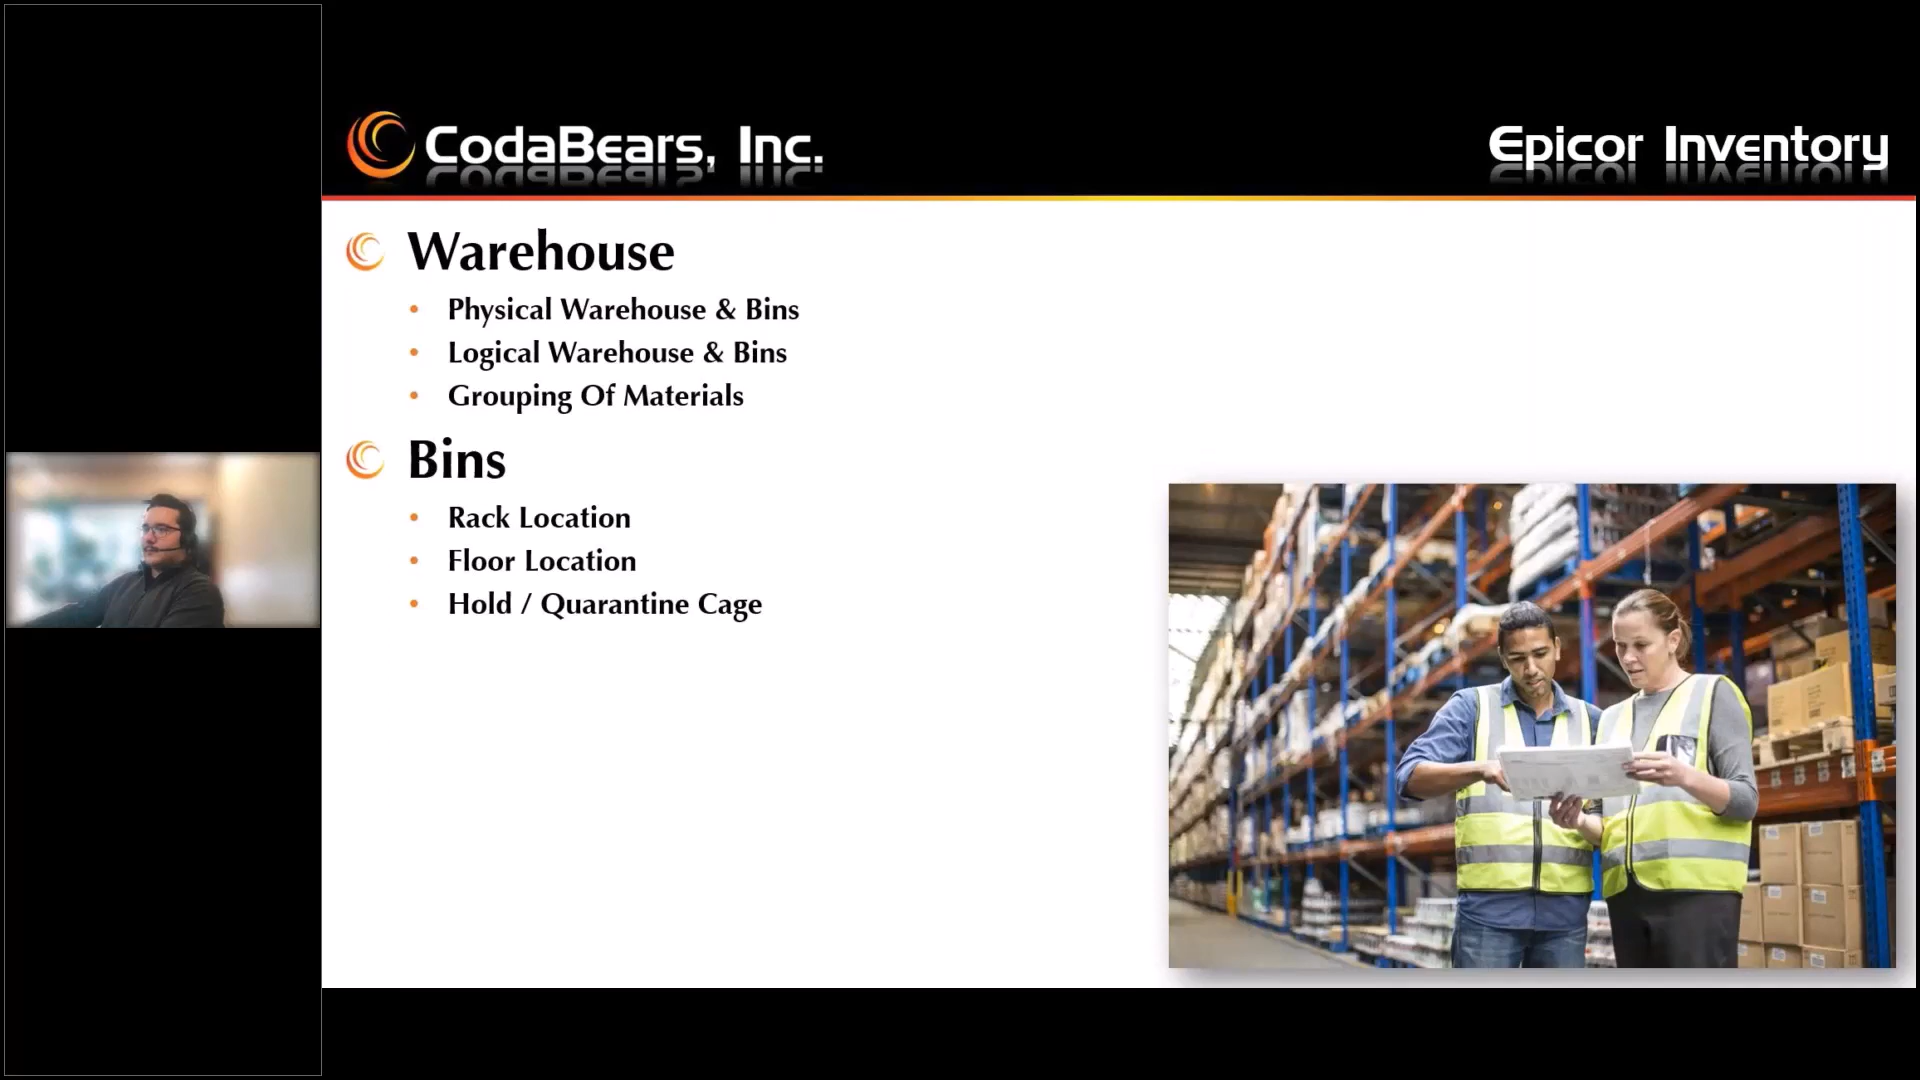 CodaBears, Inc.
Epicor Inventory
Warehouse
• Physical Warehouse & Bins
• Logical Warehouse & Bins
• Grouping Of Materials
Bins
• Rack Location
• Floor Location
• Hold / Quarantine Cage